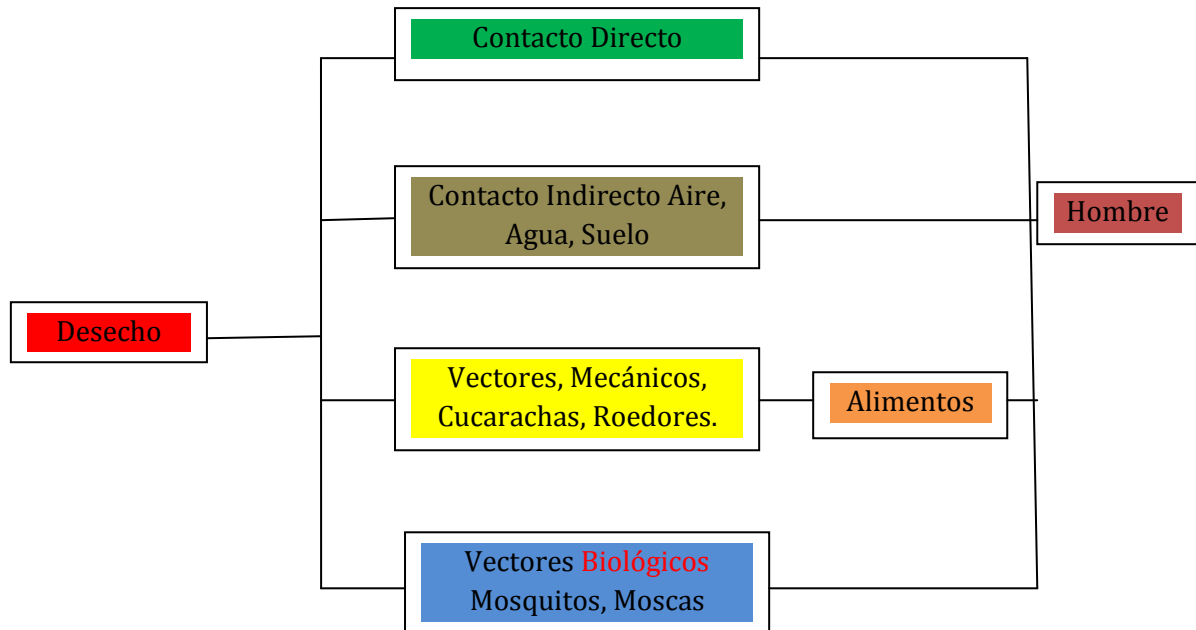 Contacto Directo
Contacto Indirecto Aire,
Agua, Suelo
Hombre
Desecho
Vectores, Mecánicos,
Cucarachas, Roedores.
Alimentos
Vectores Biológicos
Mosquitos, Moscas